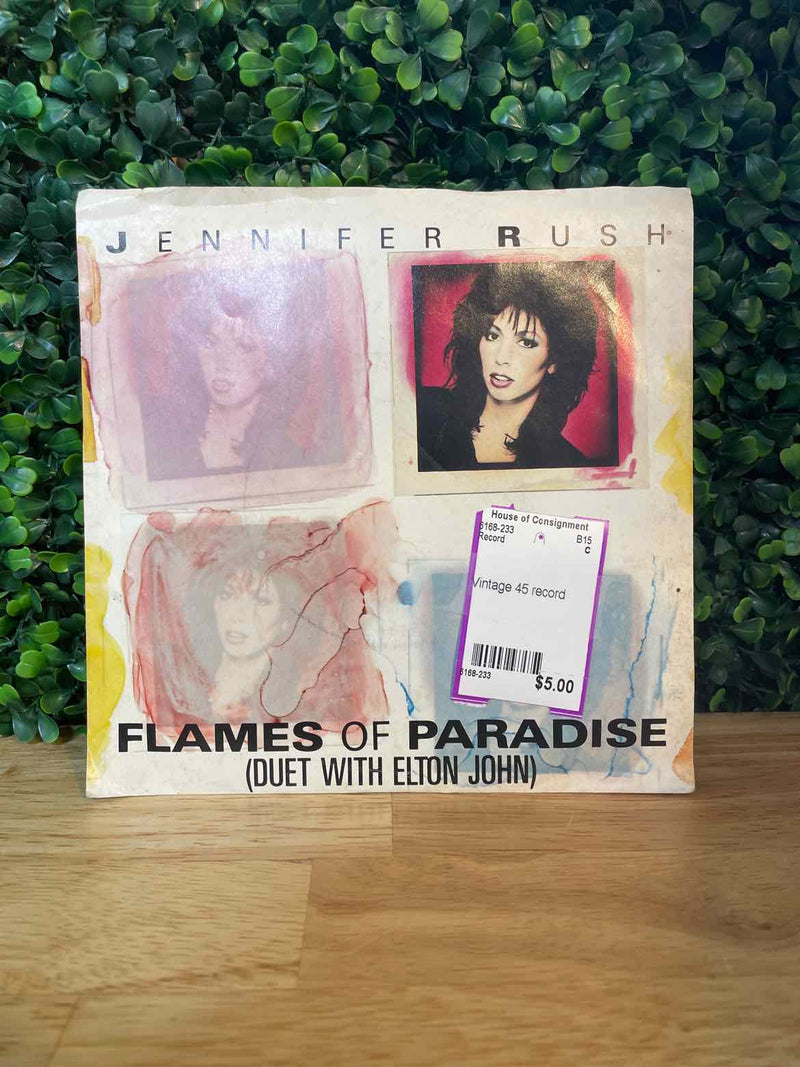 JENNIFER RUSH
House of Consignment
6168-233 B15
Record C
Vintage 45 record
6168-233
$5.00
FLAMES OF PARADISE
(DUET WITH ELTON JOHN)